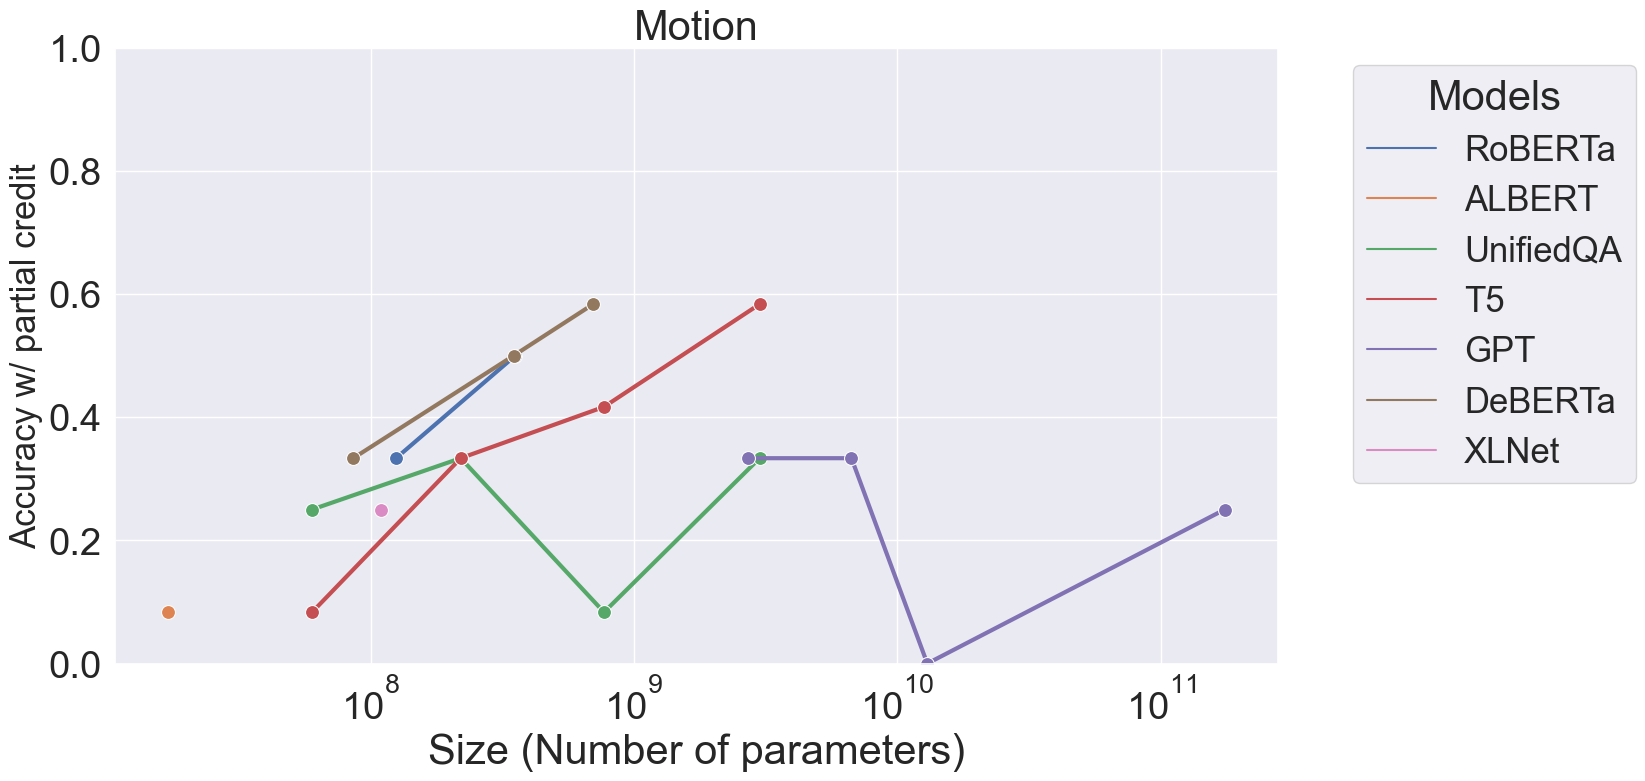 Motion
1.0
0.8
0.6
0.4
0.2
0.0
Accuracy w/ partial credit
10^8
10^9
10^10
10^11
Size (Number of parameters)
Models
RoBERTa
ALBERT
UnifiedQA
T5
GPT
DeBERTa
XLNet